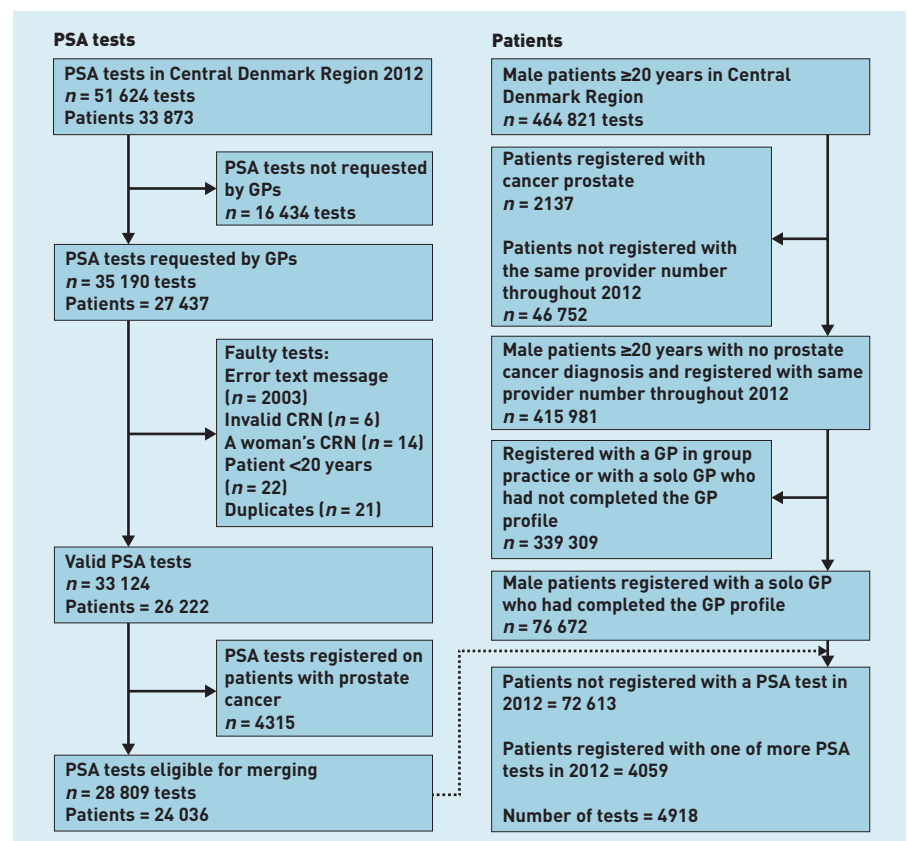 PSA tests
PSA tests in Central Denmark Region 2012
n = 51 624 tests
Patients 33 873
PSA tests not requested
by GPs
n = 16 434 tests
PSA tests requested by GPs
n = 35 190 tests
Patients = 27 437
Faulty tests:
Error text message
(n = 2003)
Invalid CRN (n = 6)
A woman's CRN (n = 14)
Patient <20 years
(n = 22)
Duplicates (n = 21)
Valid PSA tests
n = 33 124
Patients = 26 222
PSA tests registered on
patients with prostate
cancer
n = 4315
PSA tests eligible for merging
n = 28 809 tests
Patients = 24 036
Patients
Male patients ≥20 years in Central
Denmark Region
n = 464 821 tests
Patients registered with
cancer prostate
n = 2137
Patients not registered with
the same provider number
throughout 2012
n = 46 752
Male patients ≥20 years with no prostate
cancer diagnosis and registered with same
provider number throughout 2012
n = 415 981
Registered with a GP in group
practice or with a solo GP who
had not completed the GP
profile
n = 339 309
Male patients registered with a solo GP
who had completed the GP profile
n = 76 672
Patients not registered with a PSA test in
2012 = 72 613
Patients registered with one of more PSA
tests in 2012 = 4059
Number of tests = 4918